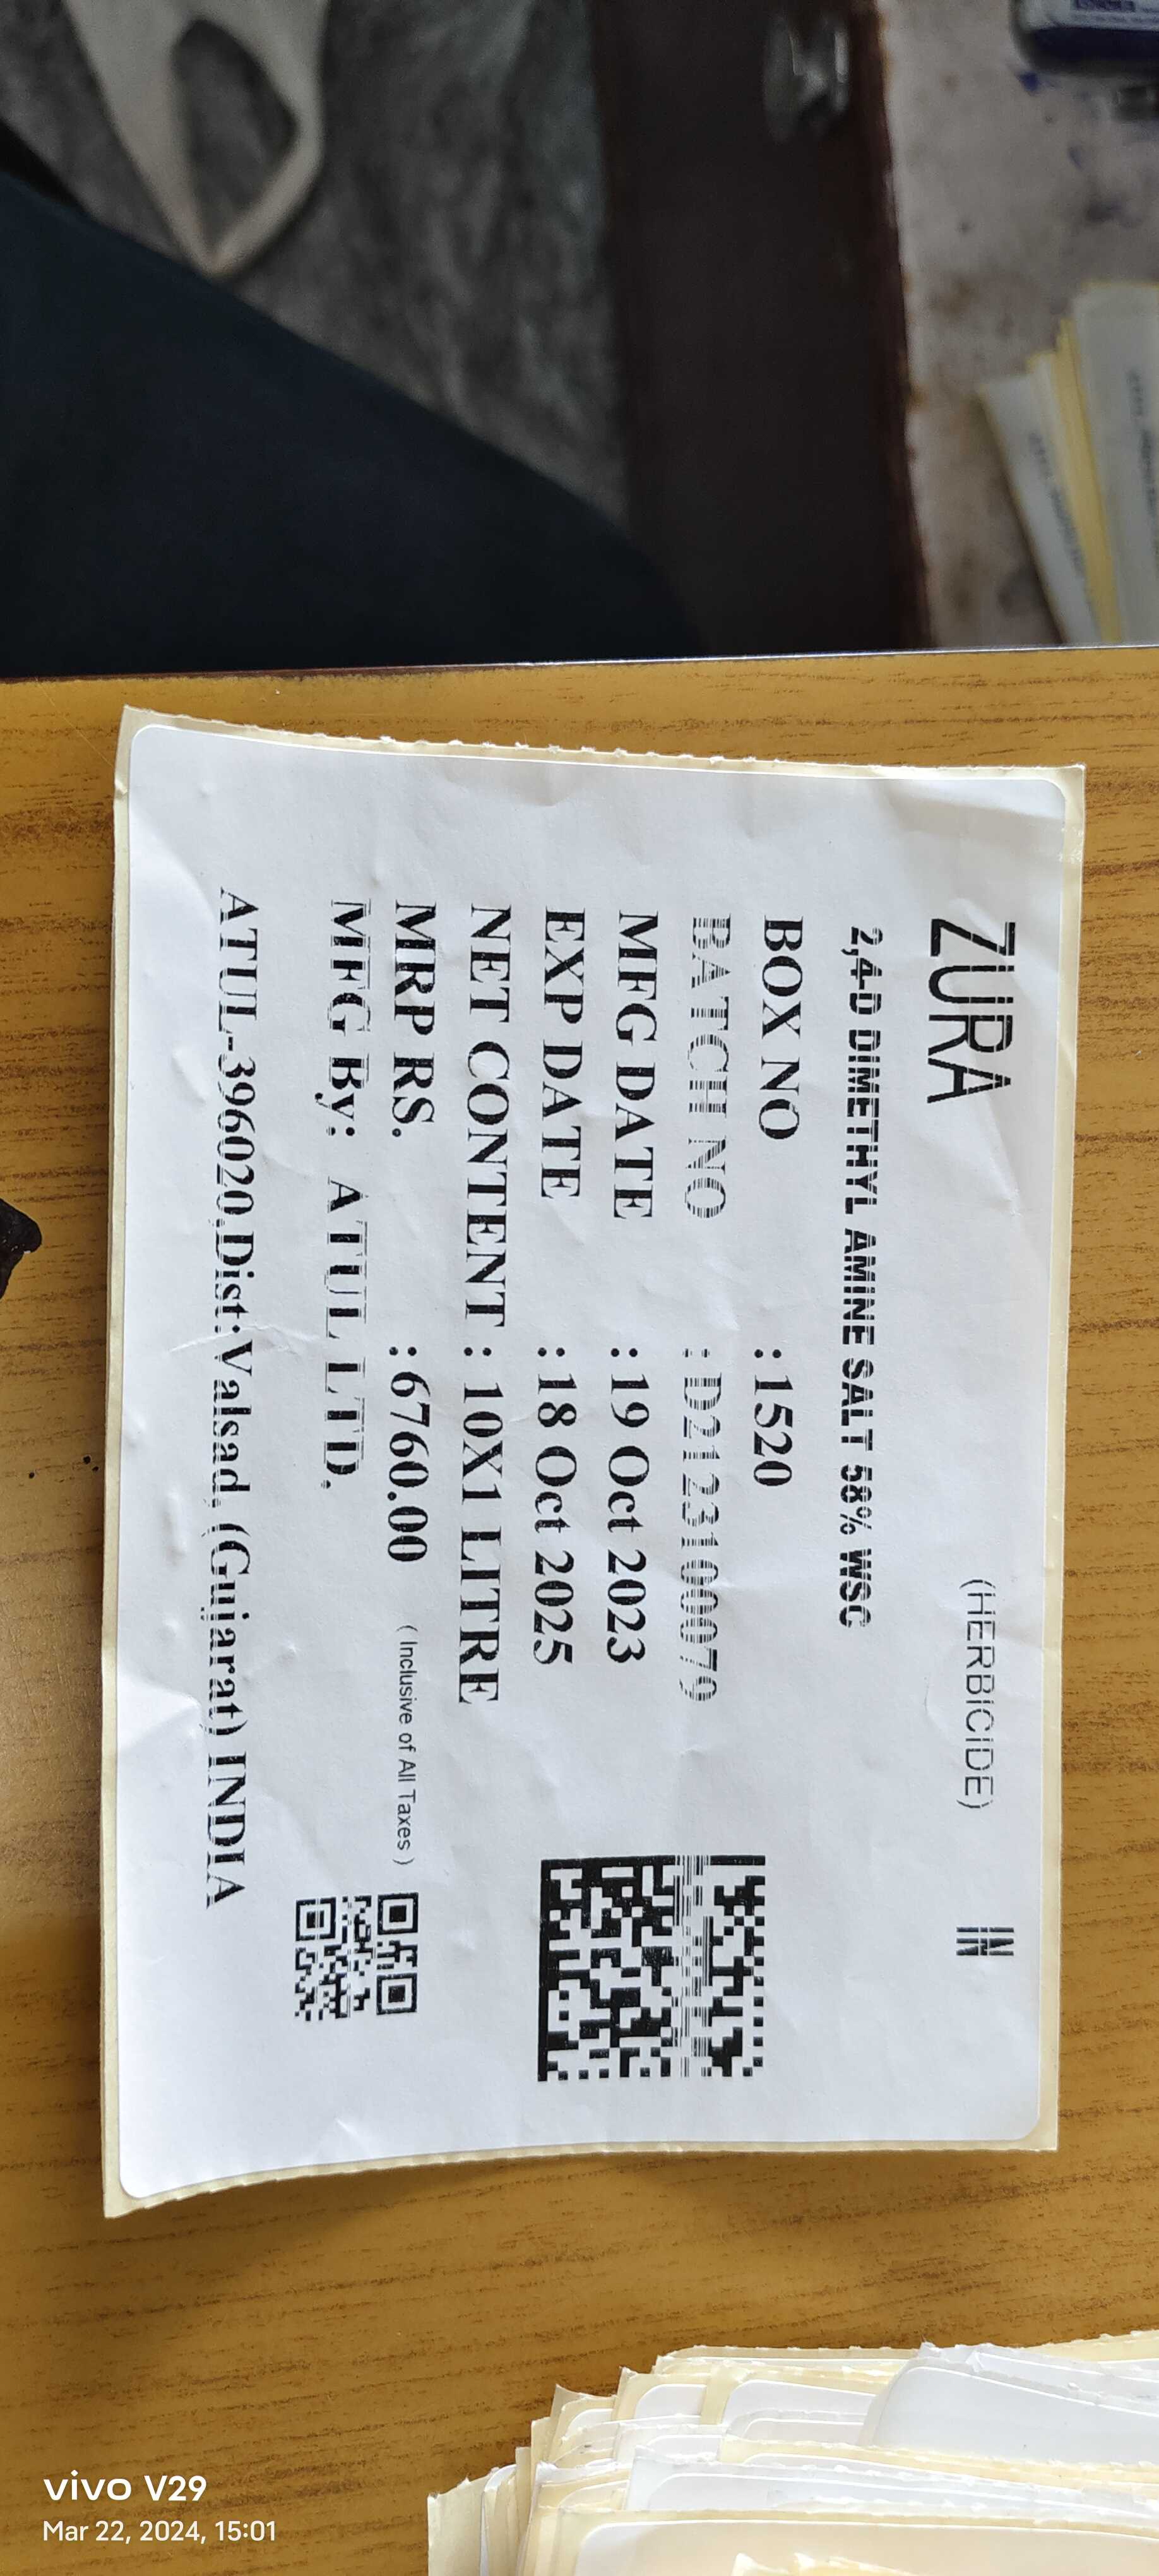 ZURA
(HERBICIDE)
IN
2,4-D DIMETHYL AMINE SALT 58% WSC
BOX NO : 1520
BATCH NO : D2123100079
MFG DATE : 19 Oct 2023
EXP DATE : 18 Oct 2025
NET CONTENT : 10X1 LITRE
MRP RS. : 6760.00 ( Inclusive of All Taxes )
MFG By: ATUL LTD.
ATUL-396020.Dist:Valsad, (Gujarat) INDIA
vivo V29
Mar 22, 2024, 15:01